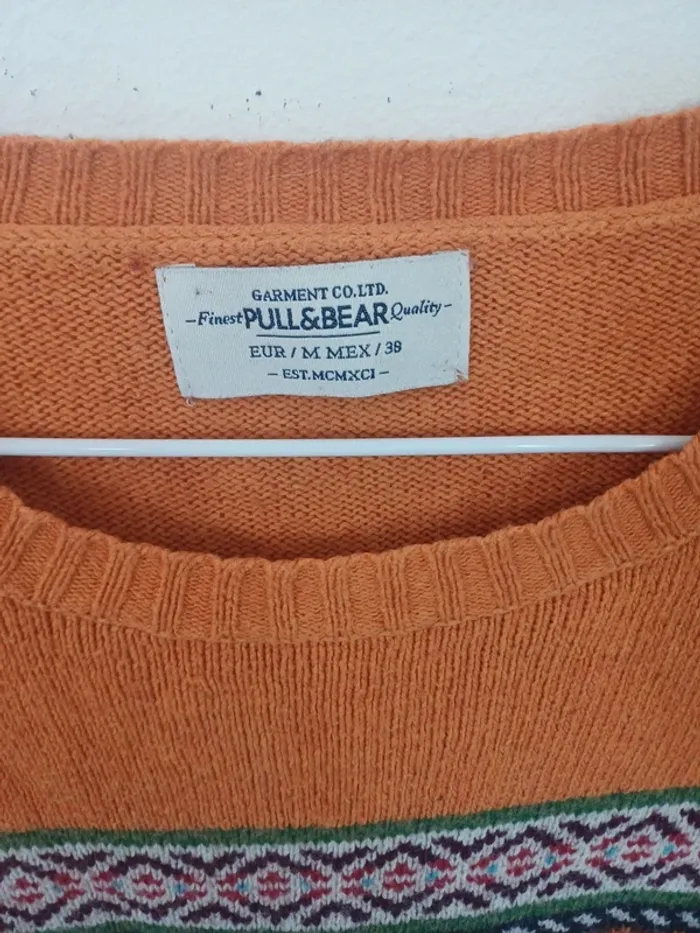 GARMENT CO.LTD.
-Finest PULL&BEAR Quality-
EUR / M MEX / 38
- EST.MCMXCI -